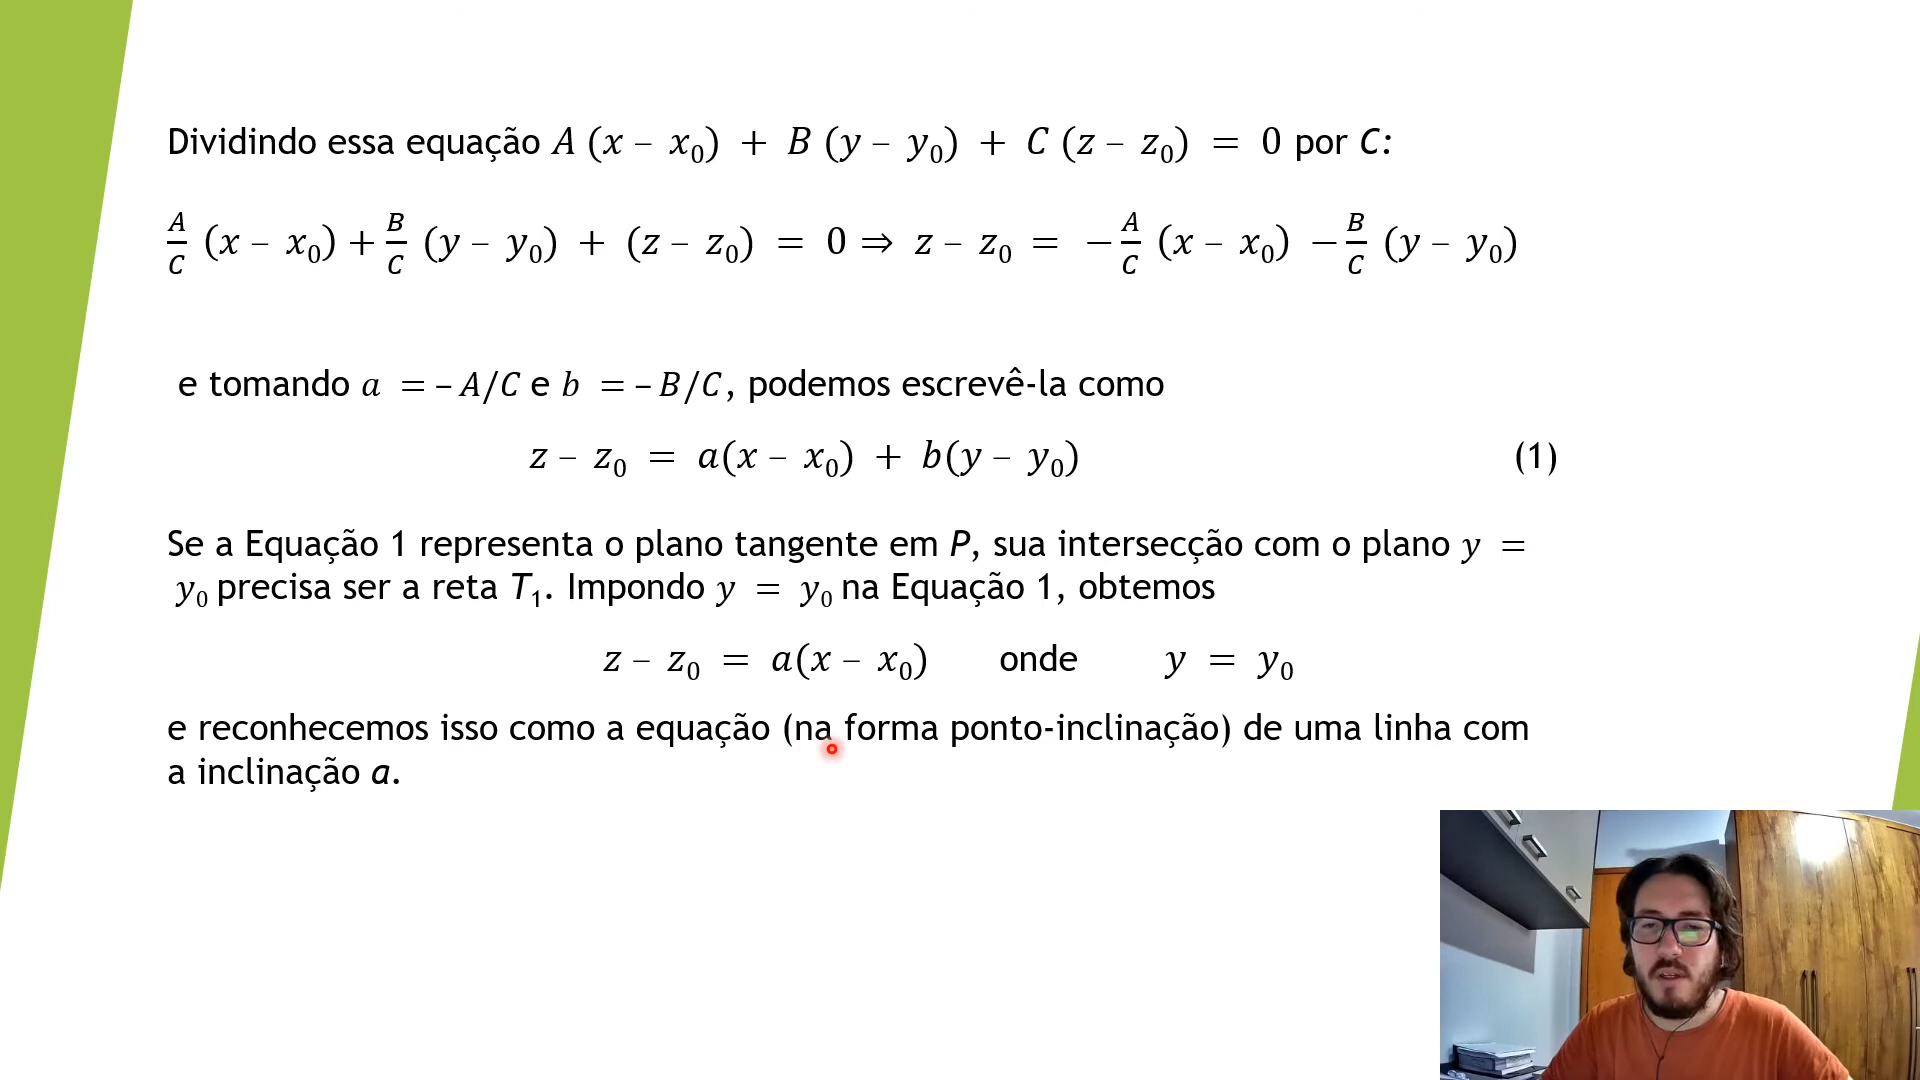 Dividindo essa equação A (x – x₀) + B (y – y₀) + C (z – z₀) = 0 por C:
A/C (x – x₀) + B/C (y – y₀) + (z – z₀) = 0 ⇒ z – z₀ = −A/C (x – x₀) −B/C (y – y₀)
e tomando a = – A/C e b = – B/C, podemos escrevê-la como
z – z₀ = a(x – x₀) + b(y – y₀) (1)
Se a Equação 1 representa o plano tangente em P, sua intersecção com o plano y =
y₀ precisa ser a reta T₁. Impondo y = y₀ na Equação 1, obtemos
z – z₀ = a(x – x₀) onde y = y₀
e reconhecemos isso como a equação (na forma ponto-inclinação) de uma linha com
a inclinação a.